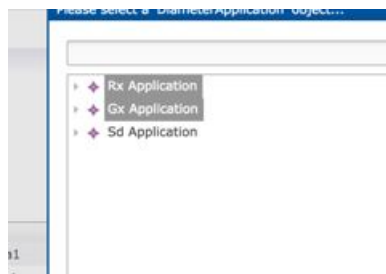 Please select a 'DiameterApplication' object...
Rx Application
Gx Application
Sd Application
a1